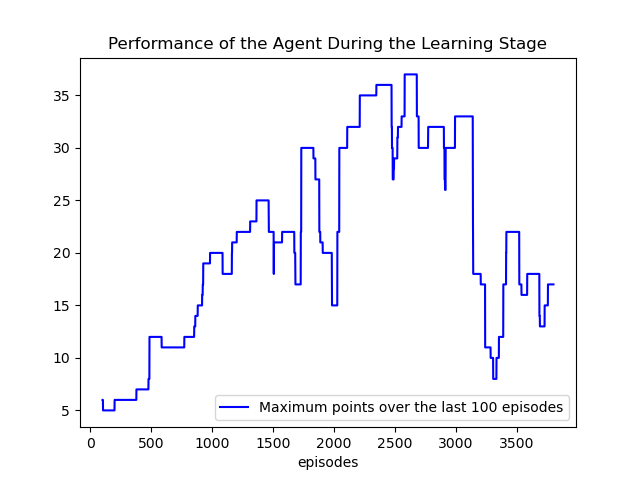 Performance of the Agent During the Learning Stage
35
30
25
20
15
10
5
Maximum points over the last 100 episodes
0 500 1000 1500 2000 2500 3000 3500
episodes